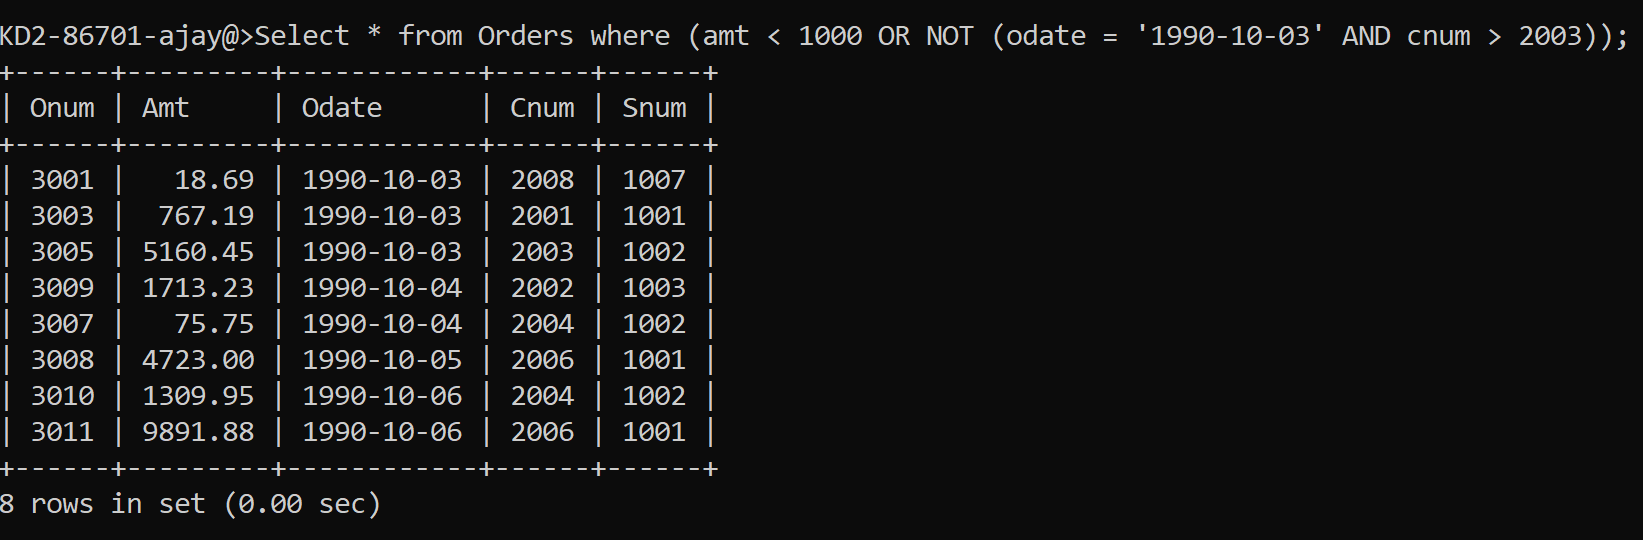 KD2-86701-ajay@>Select * from Orders where (amt < 1000 OR NOT (odate = '1990-10-03' AND cnum > 2003));
+------+---------+------------+------+------+
| Onum | Amt     | Odate      | Cnum | Snum |
+------+---------+------------+------+------+
| 3001 |   18.69 | 1990-10-03 | 2008 | 1007 |
| 3003 |  767.19 | 1990-10-03 | 2001 | 1001 |
| 3005 | 5160.45 | 1990-10-03 | 2003 | 1002 |
| 3009 | 1713.23 | 1990-10-04 | 2002 | 1003 |
| 3007 |   75.75 | 1990-10-04 | 2004 | 1002 |
| 3008 | 4723.00 | 1990-10-05 | 2006 | 1001 |
| 3010 | 1309.95 | 1990-10-06 | 2004 | 1002 |
| 3011 | 9891.88 | 1990-10-06 | 2006 | 1001 |
+------+---------+------------+------+------+
8 rows in set (0.00 sec)